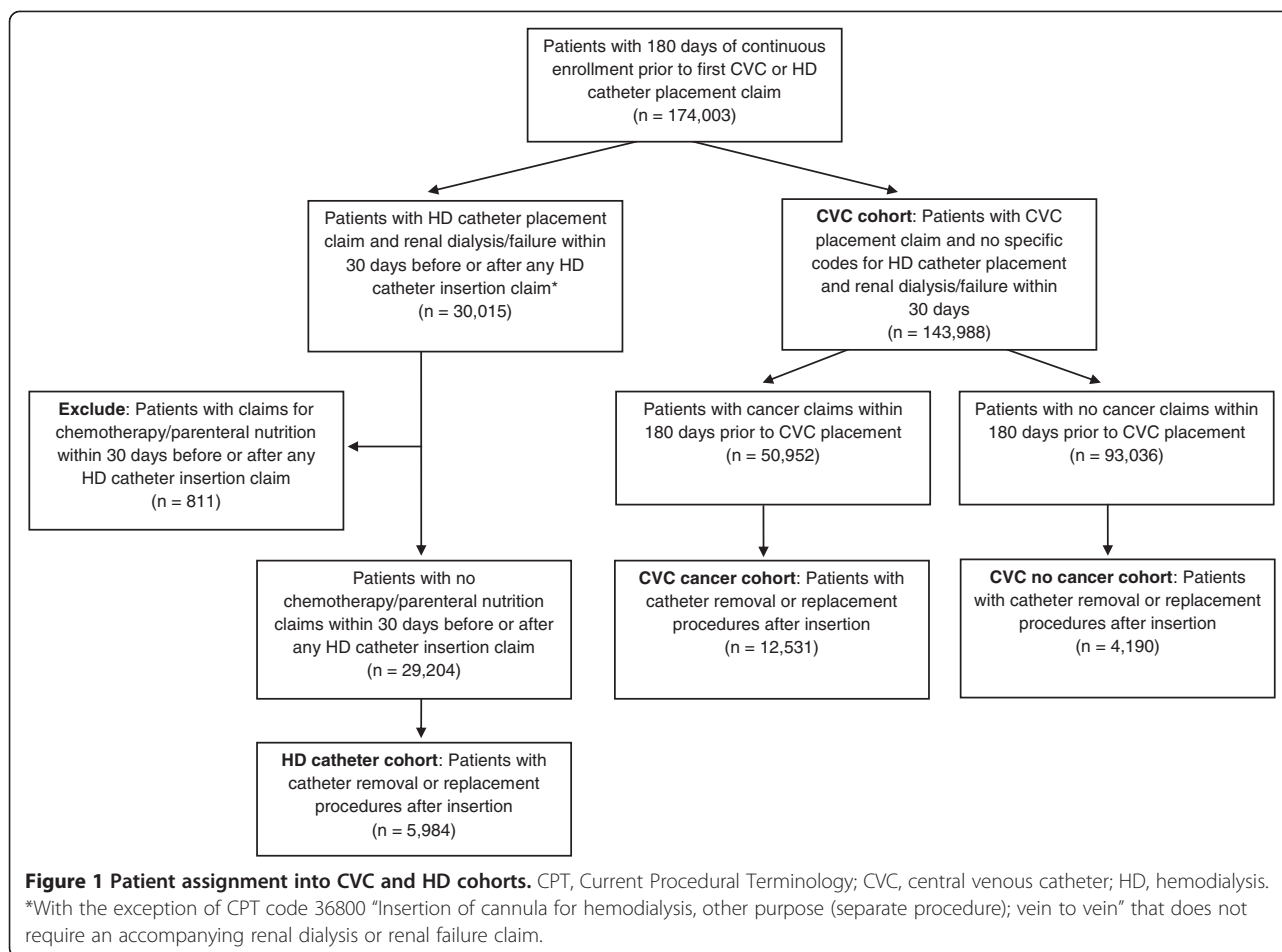 Patients with 180 days of continuous
enrollment prior to first CVC or HD
catheter placement claim
(n = 174,003)
Patients with HD catheter placement
claim and renal dialysis/failure within
30 days before or after any HD
catheter insertion claim*
(n = 30,015)
CVC cohort: Patients with CVC
placement claim and no specific
codes for HD catheter placement
and renal dialysis/failure within
30 days
(n = 143,988)
Exclude: Patients with claims for
chemotherapy/parenteral nutrition
within 30 days before or after any
HD catheter insertion claim
(n = 811)
Patients with cancer claims within
180 days prior to CVC placement
(n = 50,952)
Patients with no cancer claims within
180 days prior to CVC placement
(n = 93,036)
Patients with no
chemotherapy/parenteral nutrition
claims within 30 days before or after
any HD catheter insertion claim
(n = 29,204)
CVC cancer cohort: Patients with
catheter removal or replacement
procedures after insertion
(n = 12,531)
CVC no cancer cohort: Patients
with catheter removal or replacement
procedures after insertion
(n = 4,190)
HD catheter cohort: Patients with
catheter removal or replacement
procedures after insertion
(n = 5,984)
Figure 1 Patient assignment into CVC and HD cohorts. CPT, Current Procedural Terminology; CVC, central venous catheter; HD, hemodialysis.
*With the exception of CPT code 36800 “Insertion of cannula for hemodialysis, other purpose (separate procedure); vein to vein” that does not
require an accompanying renal dialysis or renal failure claim.